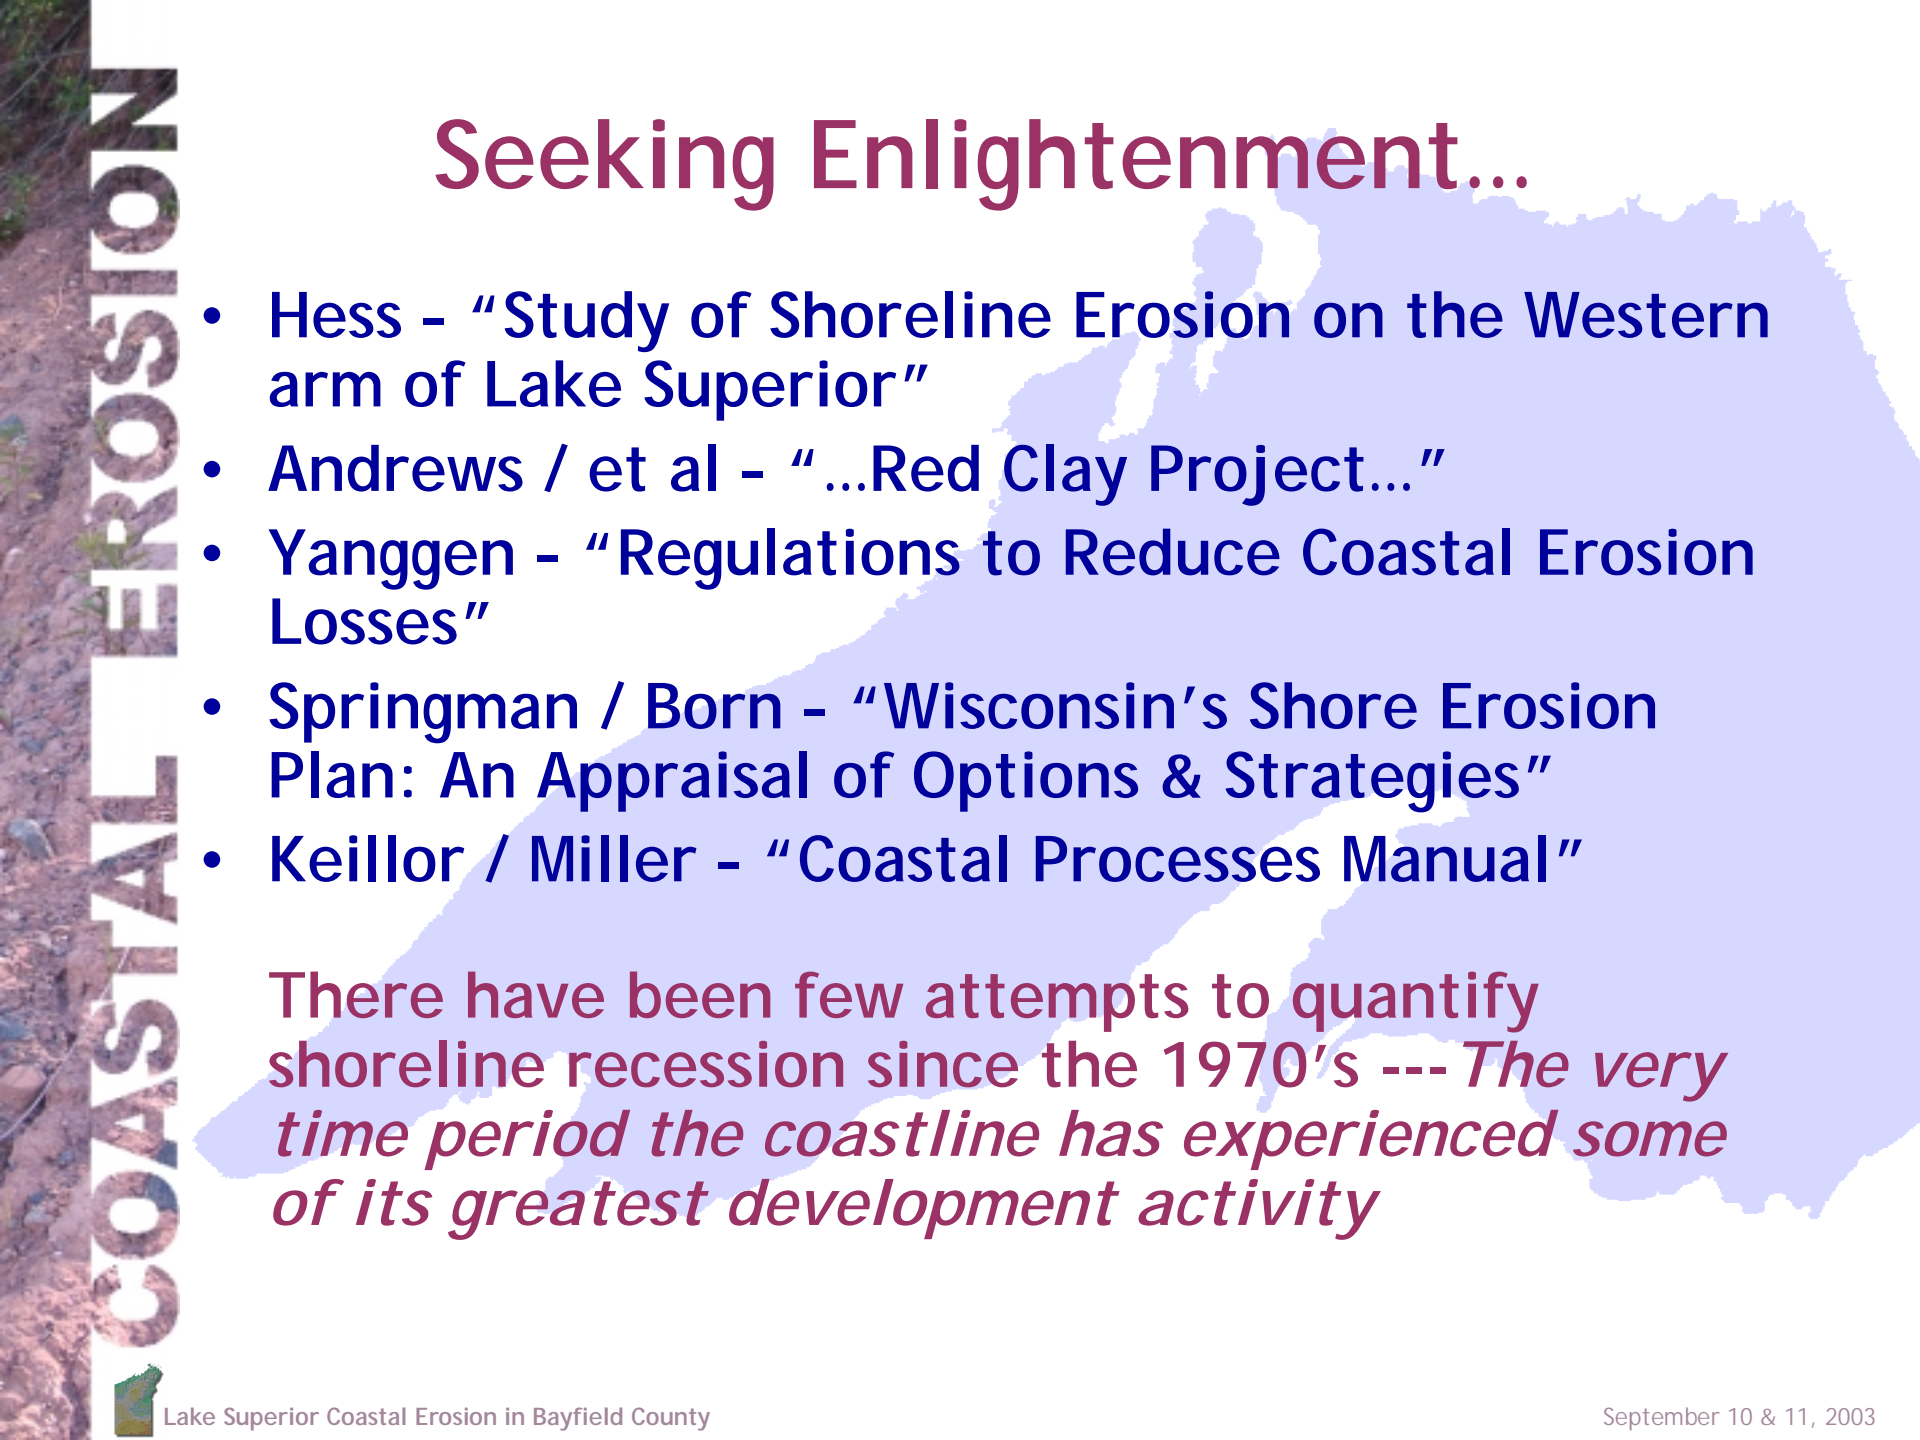 COASTAL EROSION
Seeking Enlightenment...
• Hess – “Study of Shoreline Erosion on the Western
arm of Lake Superior”
• Andrews / et al – “...Red Clay Project...”
• Yanggen – “Regulations to Reduce Coastal Erosion
Losses”
• Springman / Born – “Wisconsin’s Shore Erosion
Plan: An Appraisal of Options & Strategies”
• Keillor / Miller – “Coastal Processes Manual”
There have been few attempts to quantify
shoreline recession since the 1970’s ---The very
time period the coastline has experienced some
of its greatest development activity
Lake Superior Coastal Erosion in Bayfield County
September 10 & 11, 2003